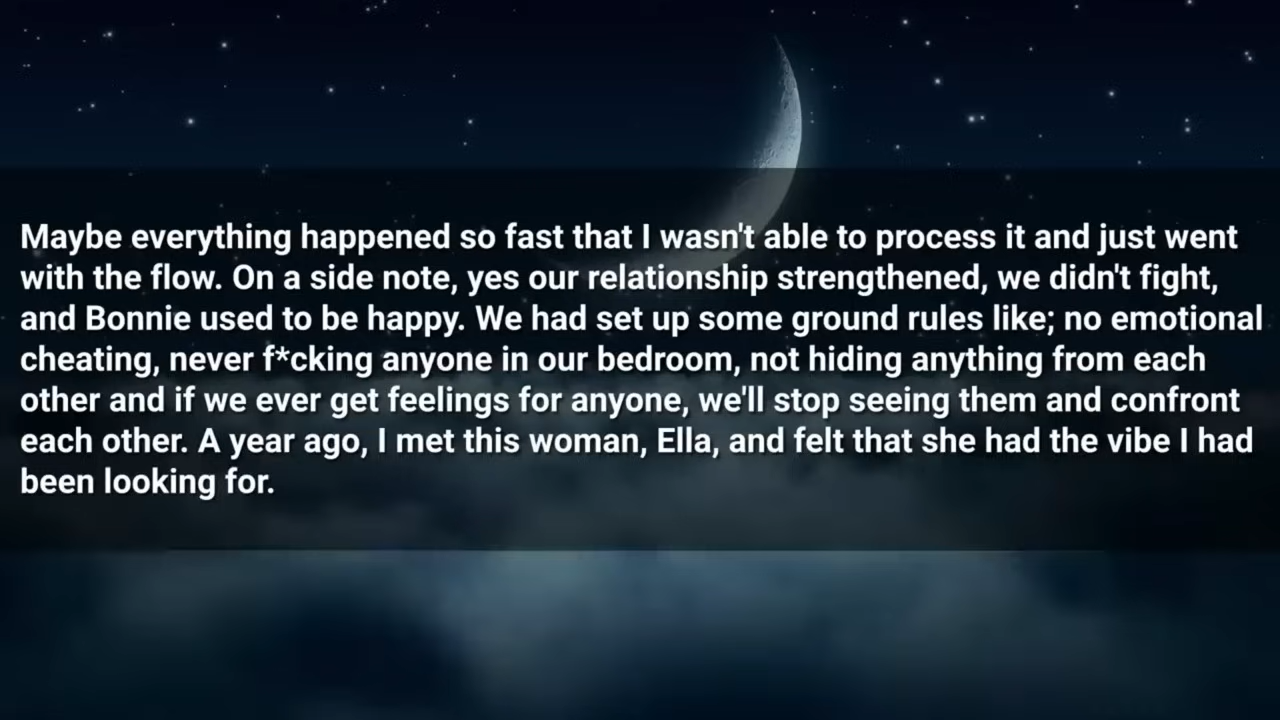 Maybe everything happened so fast that I wasn't able to process it and just went
with the flow. On a side note, yes our relationship strengthened, we didn't fight,
and Bonnie used to be happy. We had set up some ground rules like; no emotional
cheating, never f*cking anyone in our bedroom, not hiding anything from each
other and if we ever get feelings for anyone, we'll stop seeing them and confront
each other. A year ago, I met this woman, Ella, and felt that she had the vibe I had
been looking for.